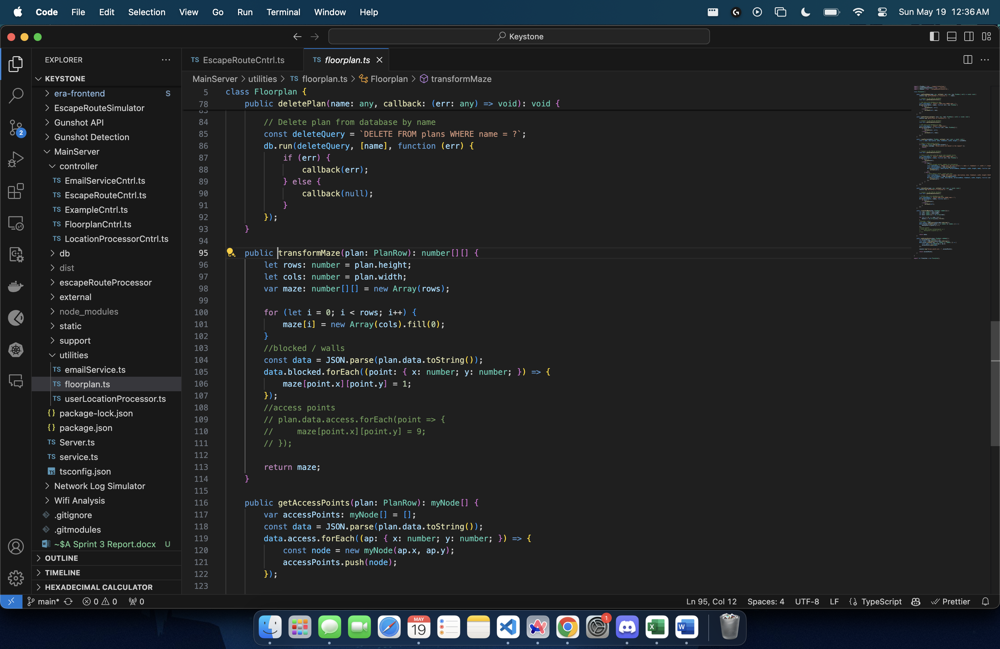 Code File Edit Selection View Go Run Terminal Window Help Sun May 19 12:36 AM
Keystone
EXPLORER
KEYSTONE
era-frontend S
EscapeRouteSimulator
Gunshot API
Gunshot Detection
MainServer
controller
TS EmailServiceCntrl.ts
TS EscapeRouteCntrl.ts
TS ExampleCntrl.ts
TS FloorplanCntrl.ts
TS LocationProcessorCntrl.ts
db
dist
escapeRouteProcessor
external
node_modules
static
support
utilities
TS emailService.ts
TS floorplan.ts
TS userLocationProcessor.ts
{} package-lock.json
{} package.json
TS Server.ts
TS service.ts
TS tsconfig.json
Network Log Simulator
Wifi Analysis
.gitignore
.gitmodules
~$A Sprint 3 Report.docx U
OUTLINE
TIMELINE
HEXADECIMAL CALCULATOR
2
TS EscapeRouteCntrl.ts TS floorplan.ts
MainServer > utilities > TS floorplan.ts > Floorplan > transformMaze
5 class Floorplan {
78 public deletePlan(name: any, callback: (err: any) => void): void {
83
84 // Delete plan from database by name
85 const deleteQuery = `DELETE FROM plans WHERE name = ?`;
86 db.run(deleteQuery, [name], function (err) {
87 if (err) {
88 callback(err);
89 } else {
90 callback(null);
91 }
92 });
93 }
94
95 public transformMaze(plan: PlanRow): number[][] {
96 let rows: number = plan.height;
97 let cols: number = plan.width;
98 var maze: number[][] = new Array(rows);
99
100 for (let i = 0; i < rows; i++) {
101 maze[i] = new Array(cols).fill(0);
102 }
103 //blocked / walls
104 const data = JSON.parse(plan.data.toString());
105 data.blocked.forEach((point: { x: number; y: number; }) => {
106 maze[point.x][point.y] = 1;
107 });
108 //access points
109 // plan.data.access.forEach(point => {
110 // maze[point.x][point.y] = 9;
111 // });
112
113 return maze;
114 }
115
116 public getAccessPoints(plan: PlanRow): myNode[] {
117 var accessPoints: myNode[] = [];
118 const data = JSON.parse(plan.data.toString());
119 data.access.forEach((ap: { x: number; y: number; }) => {
120 const node = new myNode(ap.x, ap.y);
121 accessPoints.push(node);
122 });
123
main* 0 0 0 Ln 95, Col 12 Spaces: 4 UTF-8 LF {} TypeScript Prettier
MAY
19
1
X
W